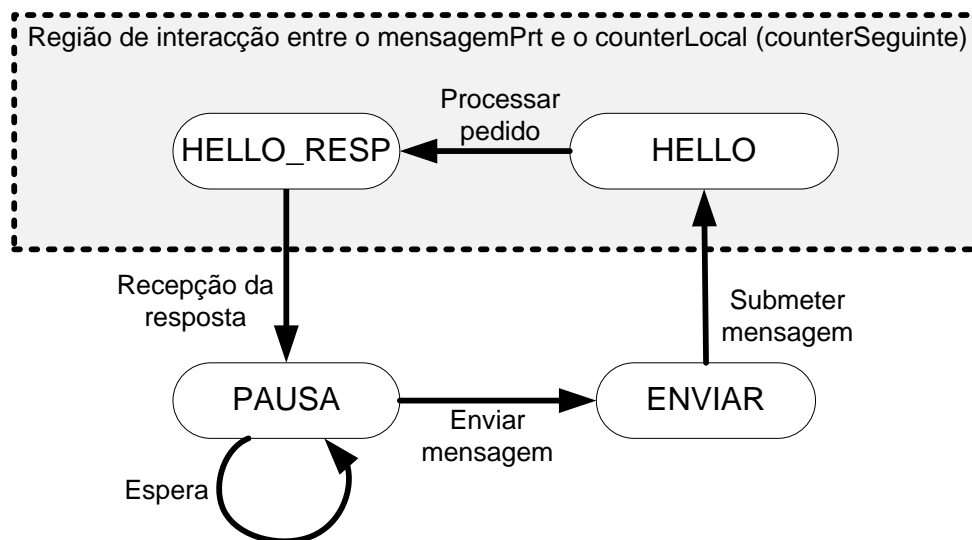 Região de interacção entre o mensagemPrt e o counterLocal (counterSeguinte)
Processar
pedido
HELLO_RESP
HELLO
Recepção da
resposta
Submeter
mensagem
PAUSA
ENVIAR
Enviar
mensagem
Espera